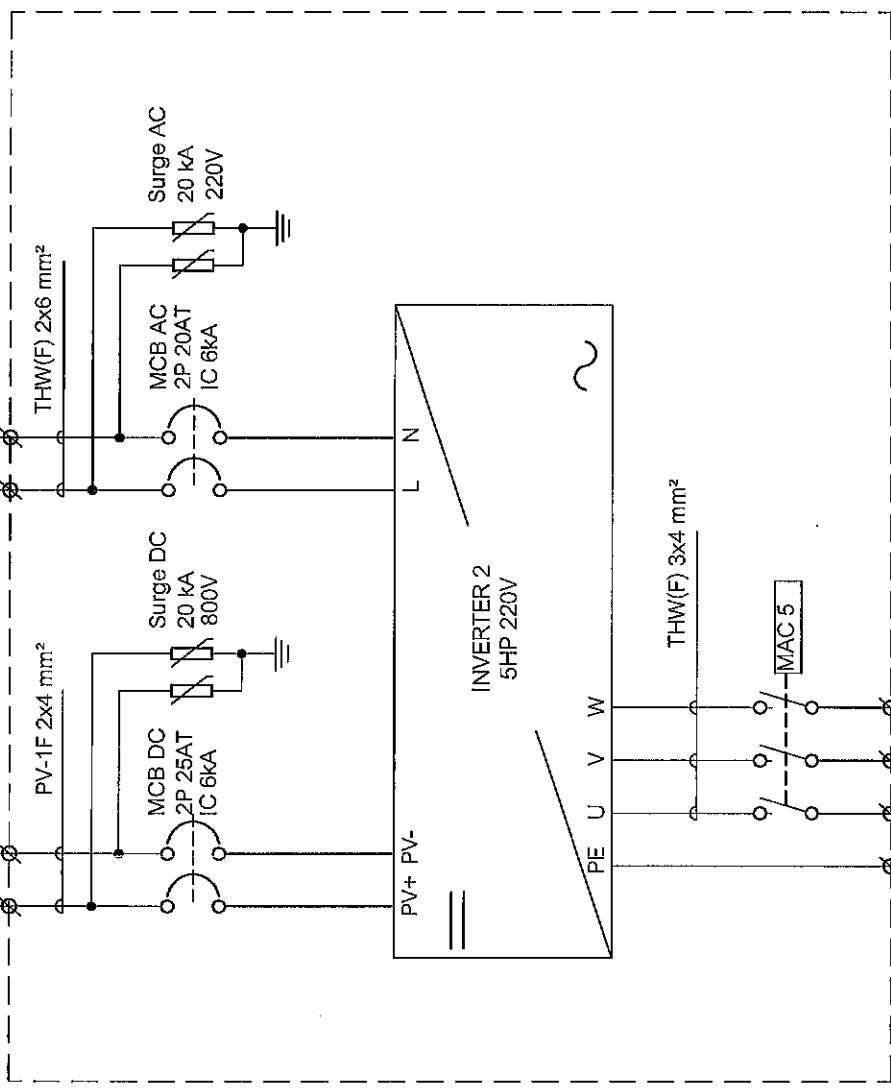 PV-1F 2x4 mm²
THW(F) 2x6 mm²
MCB DC
2P 25AT
IC 6kA
Surge DC
20 kA
800V
MCB AC
2P 20AT
IC 6kA
Surge AC
20 kA
220V
PV+ PV-
L N
INVERTER 2
5HP 220V
PE U V W
THW(F) 3x4 mm²
MAC 5